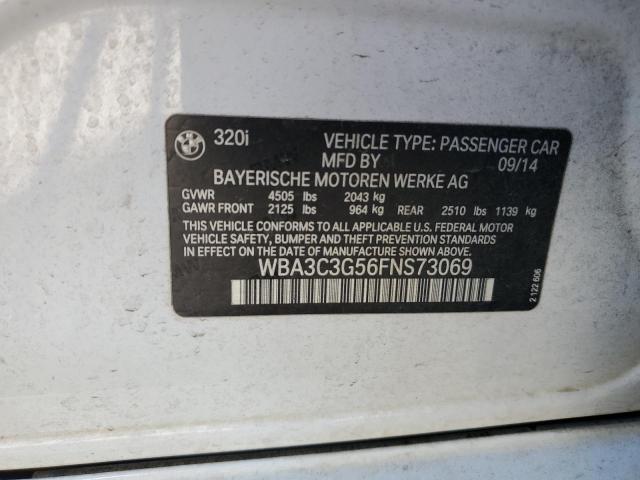 320i VEHICLE TYPE: PASSENGER CAR
MFD BY 09/14
BAYERISCHE MOTOREN WERKE AG
GVWR 4505 lbs 2043 kg
GAWR FRONT 2125 lbs 964 kg REAR 2510 lbs 1139 kg
THIS VEHICLE CONFORMS TO ALL APPLICABLE U.S. FEDERAL MOTOR
VEHICLE SAFETY, BUMPER AND THEFT PREVENTION STANDARDS
IN EFFECT ON THE DATE OF MANUFACTURE SHOWN ABOVE.
WBA3C3G56FNS73069
2 122 606